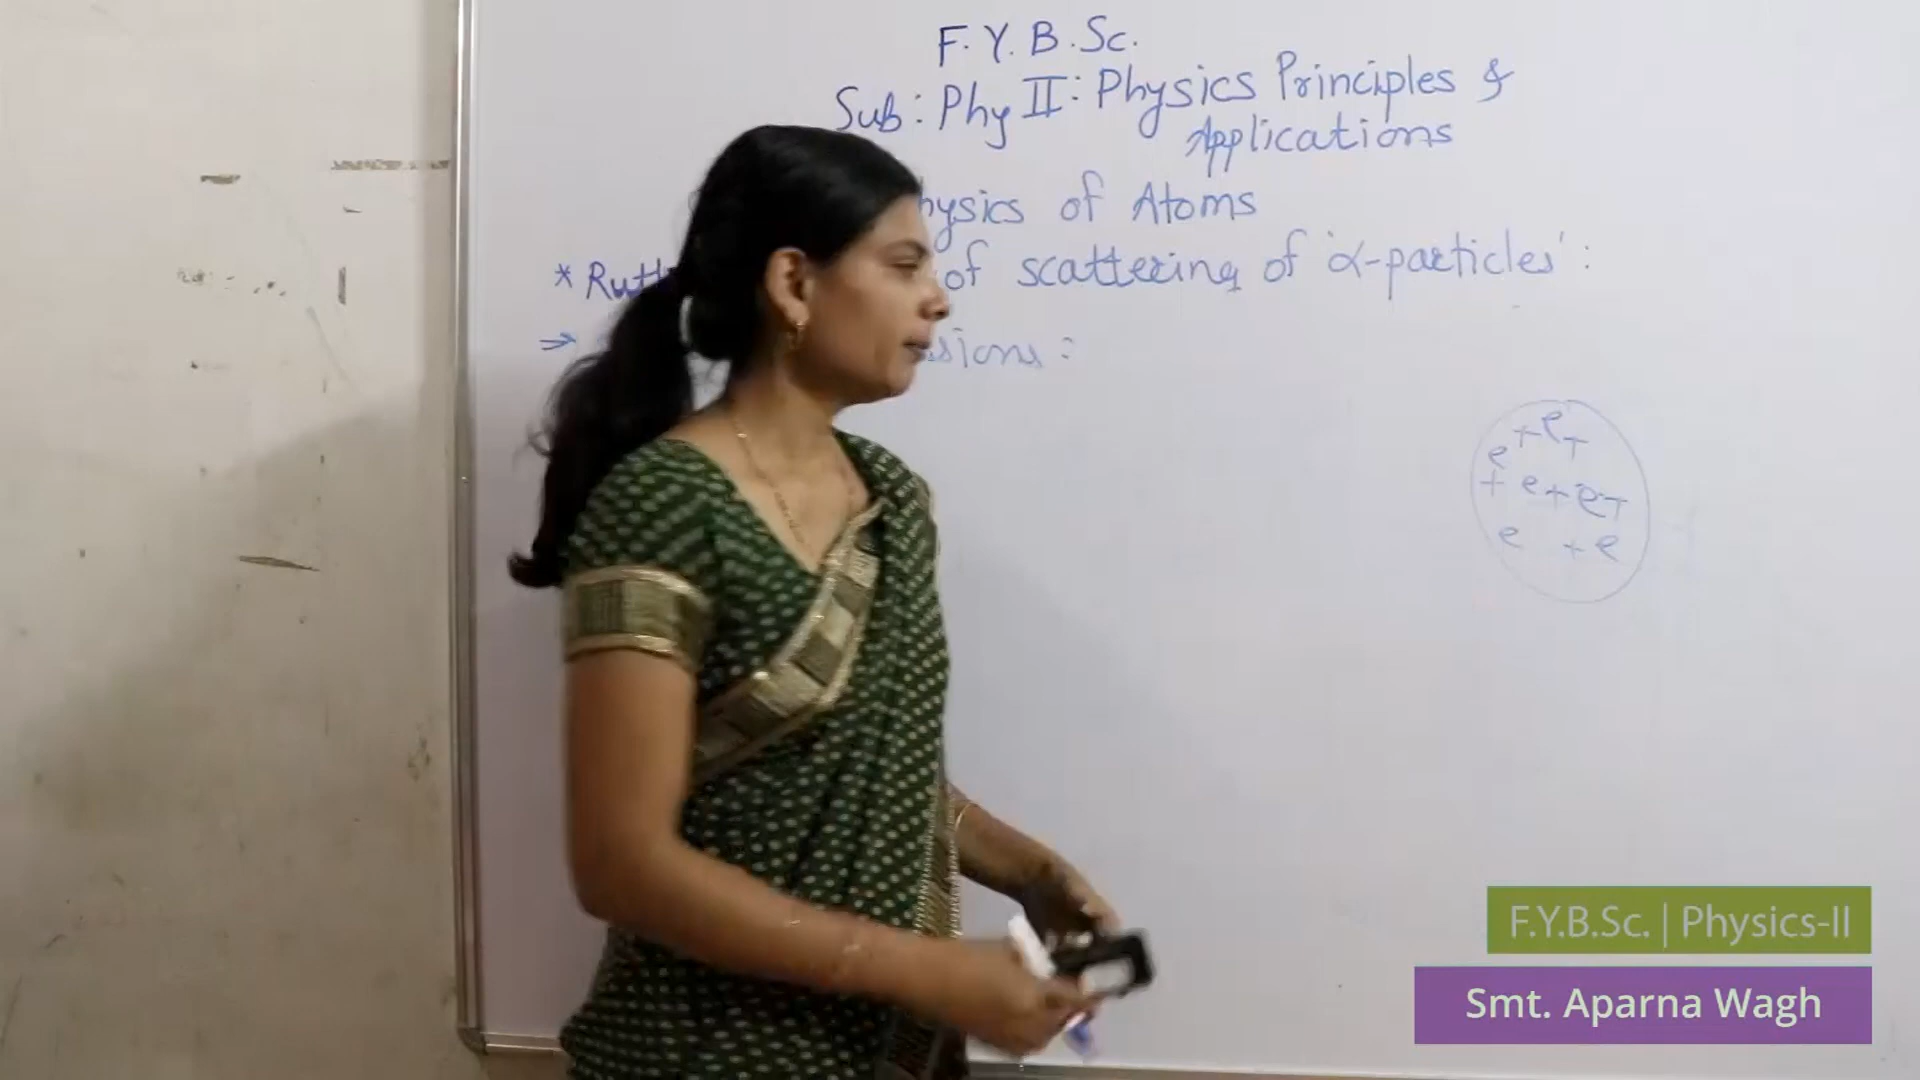 F.Y.B.Sc.
Sub: Phy II: Physics Principles &
Applications
hysics of Atoms
* Ruth of scattering of 'α-particles':
⇒ sions:
e + e +
+ e + e +
e + e
F.Y.B.Sc. | Physics-II
Smt. Aparna Wagh